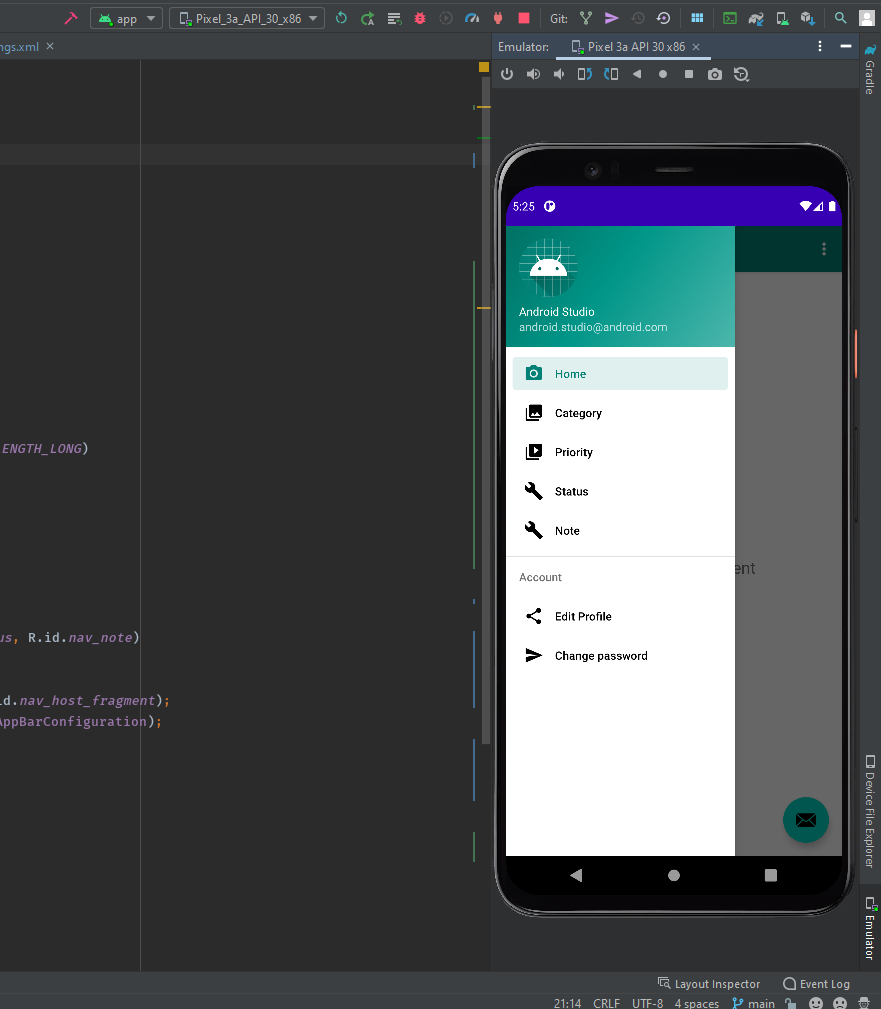 app
Pixel_3a_API_30_x86
Git:
ngs.xml
Emulator:
Pixel 3a API 30 x86
Gradle
5:25
Android Studio
android.studio@android.com
Home
Category
Priority
Status
Note
ent
Account
Edit Profile
Change password
ENGTH_LONG)
us, R.id.nav_note)
id.nav_host_fragment);
AppBarConfiguration);
Device File Explorer
Emulator
Layout Inspector
Event Log
21:14
CRLF
UTF-8
4 spaces
main